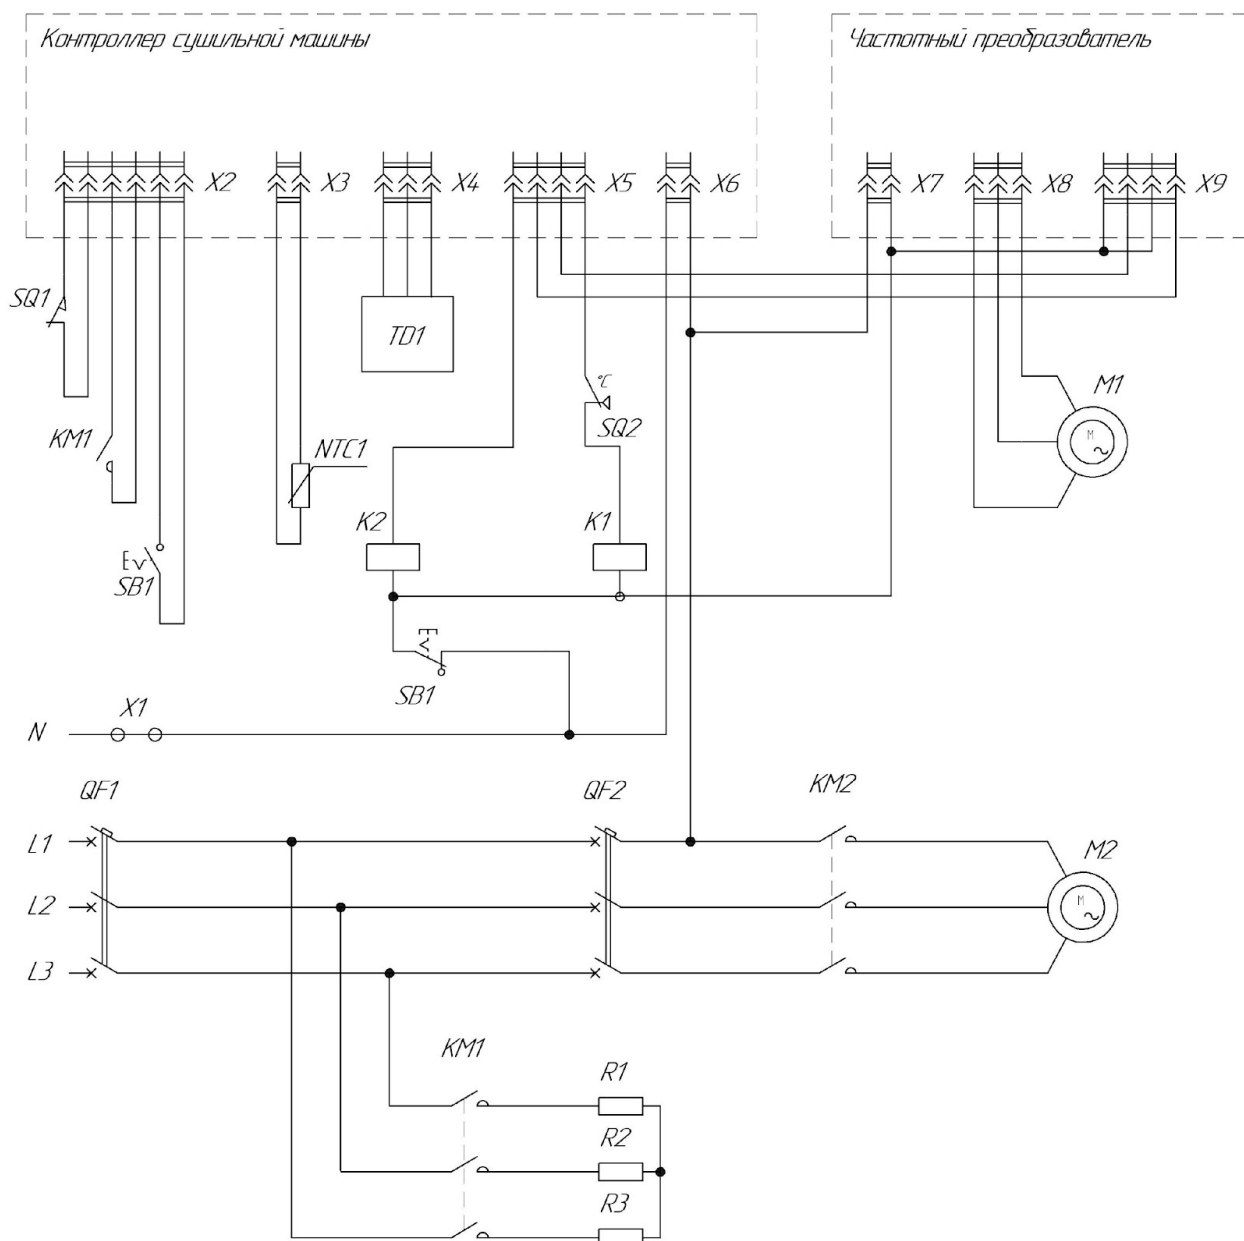 Контроллер сушильной машины
Частотный преобразователь
X2
X3
X4
X5
X6
X7
X8
X9
SQ1
TD1
°C
SQ2
M1
M
KM1
NTC1
K2
K1
SB1
SB1
X1
N
QF1
QF2
KM2
L1
M2
L2
M
L3
KM1
R1
R2
R3